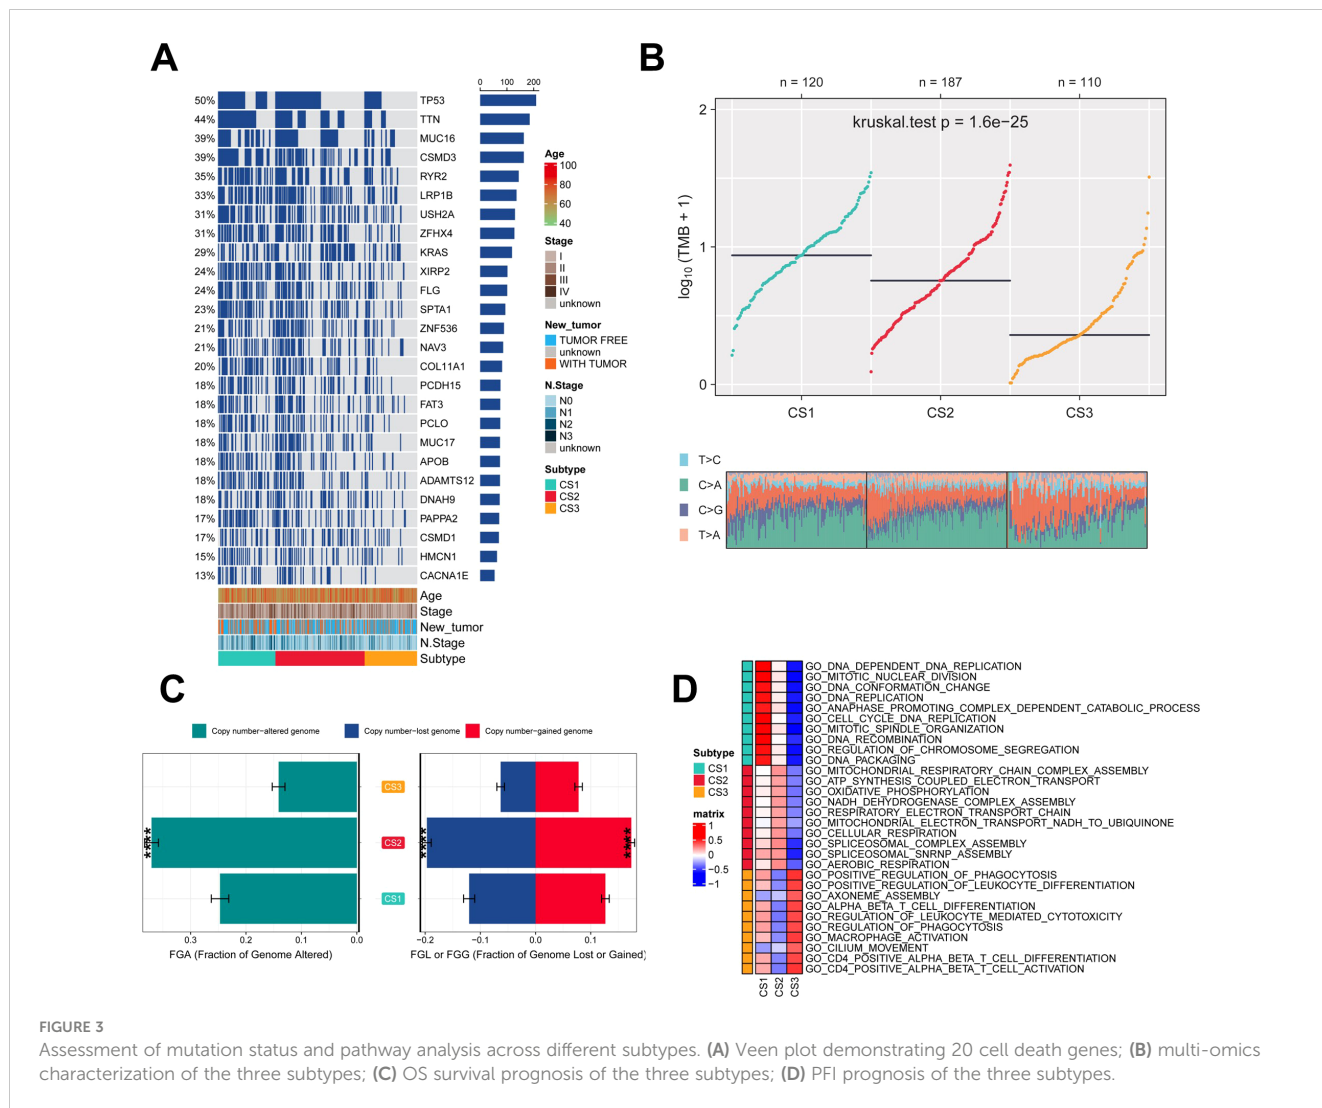 A
0 100 200
50% TP53
44% TTN
39% MUC16
39% CSMD3
35% RYR2
33% LRP1B
31% USH2A
31% ZFHX4
29% KRAS
24% XIRP2
24% FLG
23% SPTA1
21% ZNF536
21% NAV3
20% COL11A1
18% PCDH15
18% FAT3
18% PCLO
18% MUC17
18% APOB
18% ADAMTS12
18% DNAH9
17% PAPPA2
17% CSMD1
15% HMCN1
13% CACNA1E
Age
Stage
New_tumor
N.Stage
Subtype
Age
100
80
60
40
Stage
I
II
III
IV
unknown
New_tumor
TUMOR FREE
unknown
WITH TUMOR
N.Stage
N0
N1
N2
N3
unknown
Subtype
CS1
CS2
CS3
B
n = 120 n = 187 n = 110
kruskal.test p = 1.6e−25
log10 (TMB + 1)
2
1
0
CS1 CS2 CS3
T>C
C>A
C>G
T>A
C
Copy number−altered genome Copy number−lost genome Copy number−gained genome
CS3
CS2
CS1
****
****
****
0.3 0.2 0.1 0.0
−0.2 −0.1 0.0 0.1
FGA (Fraction of Genome Altered)
FGL or FGG (Fraction of Genome Lost or Gained)
D
Subtype
CS1
CS2
CS3
matrix
1
0.5
0
−0.5
−1
GO_DNA_DEPENDENT_DNA_REPLICATION
GO_MITOTIC_NUCLEAR_DIVISION
GO_DNA_CONFORMATION_CHANGE
GO_DNA_REPLICATION
GO_ANAPHASE_PROMOTING_COMPLEX_DEPENDENT_CATABOLIC_PROCESS
GO_CELL_CYCLE_DNA_REPLICATION
GO_MITOTIC_SPINDLE_ORGANIZATION
GO_DNA_RECOMBINATION
GO_REGULATION_OF_CHROMOSOME_SEGREGATION
GO_DNA_PACKAGING
GO_MITOCHONDRIAL_RESPIRATORY_CHAIN_COMPLEX_ASSEMBLY
GO_ATP_SYNTHESIS_COUPLED_ELECTRON_TRANSPORT
GO_OXIDATIVE_PHOSPHORYLATION
GO_NADH_DEHYDROGENASE_COMPLEX_ASSEMBLY
GO_RESPIRATORY_ELECTRON_TRANSPORT_CHAIN
GO_MITOCHONDRIAL_ELECTRON_TRANSPORT_NADH_TO_UBIQUINONE
GO_CELLULAR_RESPIRATION
GO_SPLICEOSOMAL_COMPLEX_ASSEMBLY
GO_SPLICEOSOMAL_SNRNP_ASSEMBLY
GO_AEROBIC_RESPIRATION
GO_POSITIVE_REGULATION_OF_PHAGOCYTOSIS
GO_POSITIVE_REGULATION_OF_LEUKOCYTE_DIFFERENTIATION
GO_AXONEME_ASSEMBLY
GO_ALPHA_BETA_T_CELL_DIFFERENTIATION
GO_REGULATION_OF_LEUKOCYTE_MEDIATED_CYTOTOXICITY
GO_REGULATION_OF_PHAGOCYTOSIS
GO_MACROPHAGE_ACTIVATION
GO_CILIUM_MOVEMENT
GO_CD4_POSITIVE_ALPHA_BETA_T_CELL_DIFFERENTIATION
GO_CD4_POSITIVE_ALPHA_BETA_T_CELL_ACTIVATION
CS1 CS2 CS3
FIGURE 3
Assessment of mutation status and pathway analysis across different subtypes. (A) Veen plot demonstrating 20 cell death genes; (B) multi-omics
characterization of the three subtypes; (C) OS survival prognosis of the three subtypes; (D) PFI prognosis of the three subtypes.